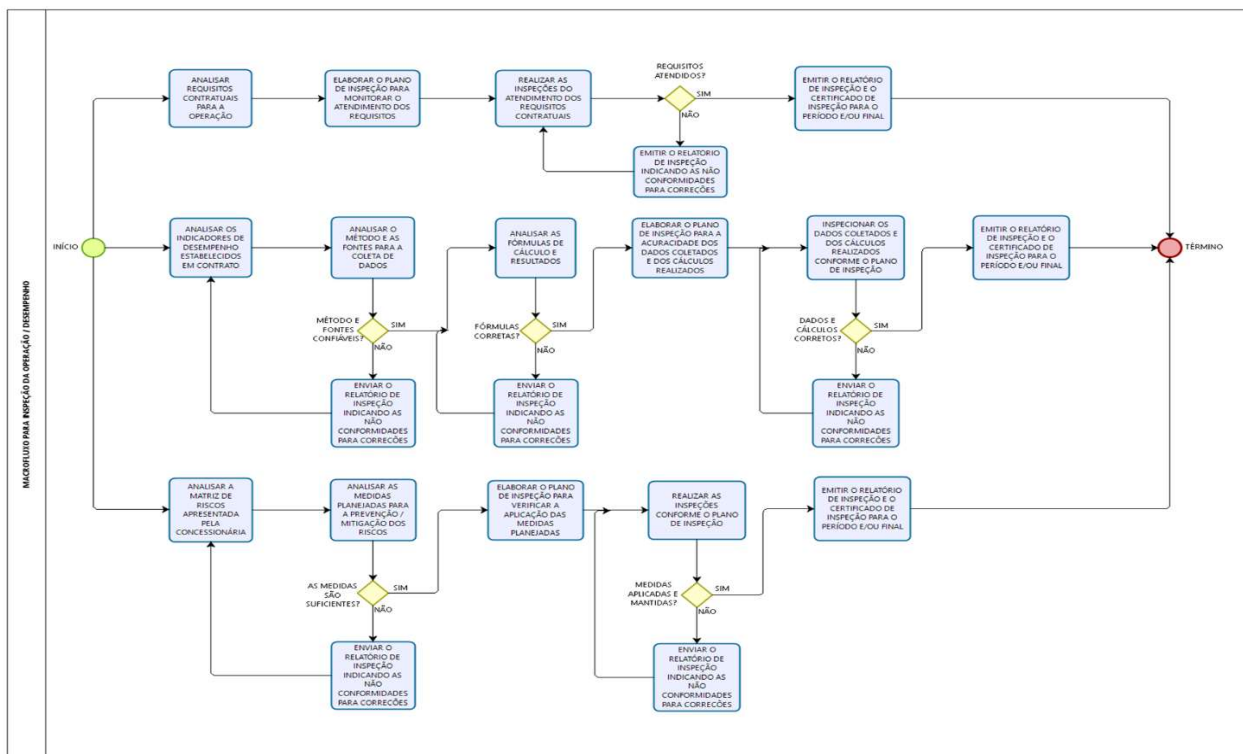 MACROFLUXO PARA INSPEÇÃO DA OPERAÇÃO / DESEMPENHO
INÍCIO
ANALISAR
REQUISITOS
CONTRATUAIS
PARA A
OPERAÇÃO
ELABORAR O PLANO
DE INSPEÇÃO PARA
MONITORAR O
ATENDIMENTO DOS
REQUISITOS
REALIZAR AS
INSPEÇÕES DO
ATENDIMENTO DOS
REQUISITOS
CONTRATUAIS
REQUISITOS
ATENDIDOS?
SIM
NÃO
EMITIR O RELATÓRIO
DE INSPEÇÃO E O
CERTIFICADO DE
INSPEÇÃO PARA O
PERÍODO E/OU FINAL
EMITIR O RELATÓRIO
DE INSPEÇÃO
INDICANDO AS NÃO
CONFORMIDADES
PARA CORREÇÕES
ANALISAR OS
INDICADORES DE
DESEMPENHO
ESTABELECIDOS
EM CONTRATO
ANALISAR O
MÉTODO E AS
FONTES PARA A
COLETA DE
DADOS
MÉTODO E
FONTES
CONFIÁVEIS?
SIM
NÃO
ENVIAR O
RELATÓRIO DE
INSPEÇÃO
INDICANDO AS
NÃO
CONFORMIDADES
PARA CORREÇÕES
ANALISAR AS
FÓRMULAS DE
CÁLCULO E
RESULTADOS
FÓRMULAS
CORRETAS?
SIM
NÃO
ENVIAR O
RELATÓRIO DE
INSPEÇÃO
INDICANDO AS
NÃO
CONFORMIDADES
PARA CORREÇÕES
ELABORAR O PLANO
DE INSPEÇÃO PARA A
ACURACIDADE DOS
DADOS COLETADOS
E DOS CÁLCULOS
REALIZADOS
INSPECIONAR OS
DADOS COLETADOS E
DOS CÁLCULOS
REALIZADOS
CONFORME O PLANO
DE INSPEÇÃO
DADOS E
CÁLCULOS
CORRETOS?
SIM
NÃO
ENVIAR O
RELATÓRIO DE
INSPEÇÃO
INDICANDO AS
NÃO
CONFORMIDADES
PARA CORREÇÕES
EMITIR O RELATÓRIO
DE INSPEÇÃO E O
CERTIFICADO DE
INSPEÇÃO PARA O
PERÍODO E/OU FINAL
TÉRMINO
ANALISAR A
MATRIZ DE
RISCOS
APRESENTADA
PELA
CONCESSIONÁRIA
ANALISAR AS
MEDIDAS
PLANEJADAS PARA
A PREVENÇÃO /
MITIGAÇÃO DOS
RISCOS
AS MEDIDAS
SÃO
SUFICIENTES?
SIM
NÃO
ENVIAR O
RELATÓRIO DE
INSPEÇÃO
INDICANDO AS
NÃO
CONFORMIDADES
PARA CORREÇÕES
ELABORAR O PLANO
DE INSPEÇÃO PARA
VERIFICAR A
APLICAÇÃO DAS
MEDIDAS
PLANEJADAS
REALIZAR AS
INSPEÇÕES
CONFORME O PLANO
DE INSPEÇÃO
MEDIDAS
APLICADAS E
MANTIDAS?
SIM
NÃO
ENVIAR O
RELATÓRIO DE
INSPEÇÃO
INDICANDO AS
NÃO
CONFORMIDADES
PARA CORREÇÕES
EMITIR O RELATÓRIO
DE INSPEÇÃO E O
CERTIFICADO DE
INSPEÇÃO PARA O
PERÍODO E/OU FINAL